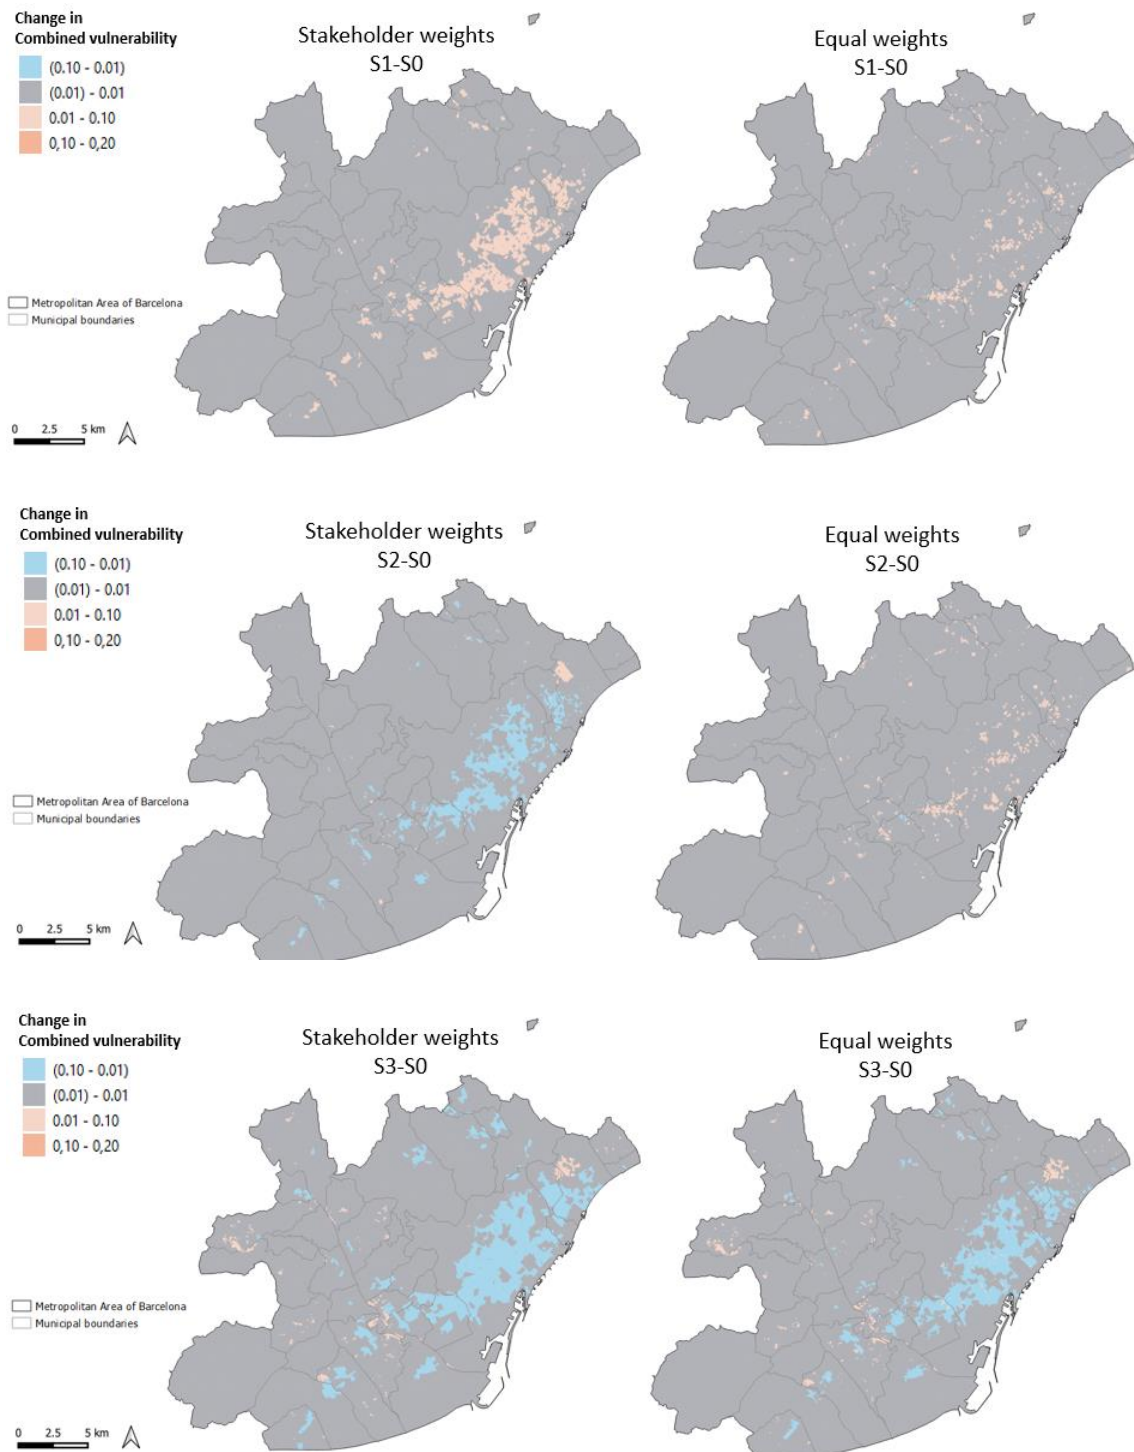 Change in
Combined vulnerability
(0.10 - 0.01)
(0.01) - 0.01
0.01 - 0.10
0,10 - 0,20
Stakeholder weights
S1-S0
Equal weights
S1-S0
Metropolitan Area of Barcelona
Municipal boundaries
0 2.5 5 km
Change in
Combined vulnerability
(0.10 - 0.01)
(0.01) - 0.01
0.01 - 0.10
0,10 - 0,20
Stakeholder weights
S2-S0
Equal weights
S2-S0
Metropolitan Area of Barcelona
Municipal boundaries
0 2.5 5 km
Change in
Combined vulnerability
(0.10 - 0.01)
(0.01) - 0.01
0.01 - 0.10
0,10 - 0,20
Stakeholder weights
S3-S0
Equal weights
S3-S0
Metropolitan Area of Barcelona
Municipal boundaries
0 2.5 5 km